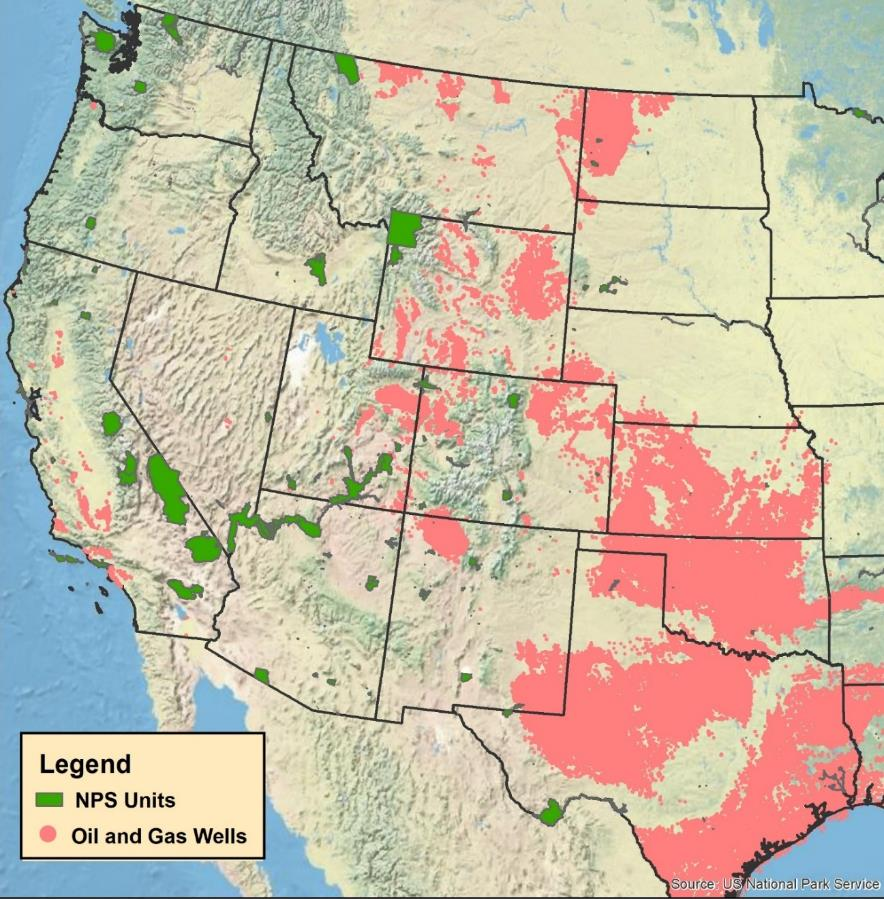 Legend
NPS Units
Oil and Gas Wells
Source: US National Park Service